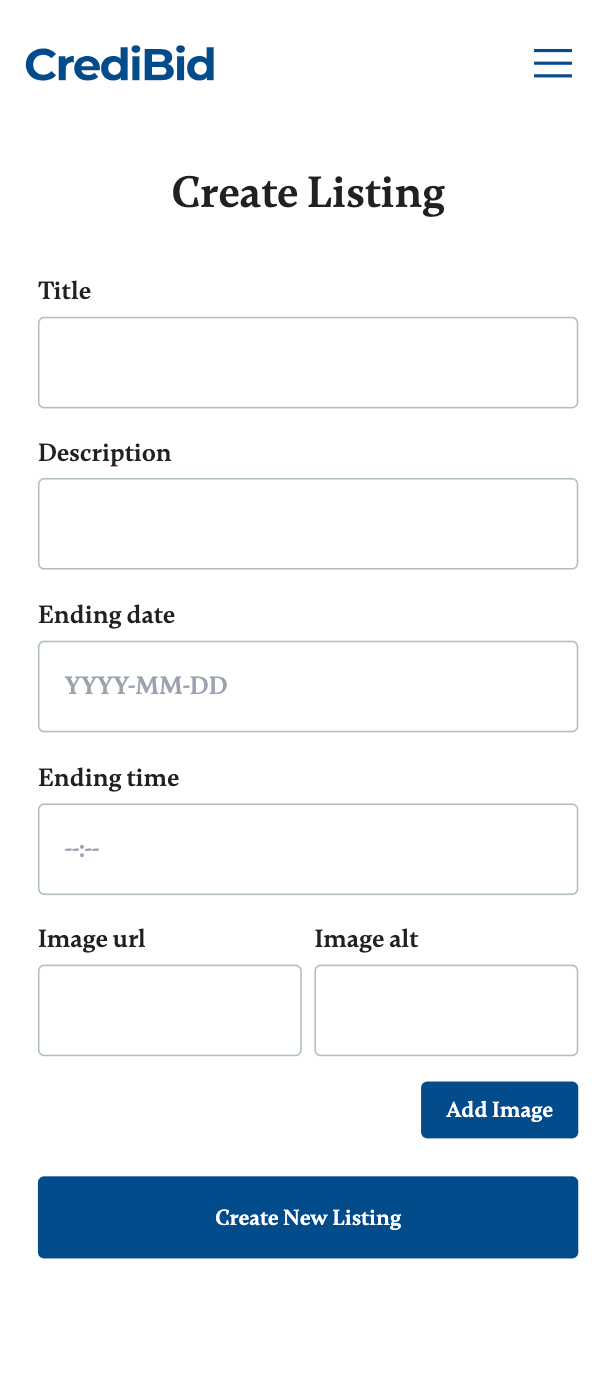 CrediBid
Create Listing
Title
Description
Ending date
YYYY-MM-DD
Ending time
--:--
Image url Image alt
Add Image
Create New Listing